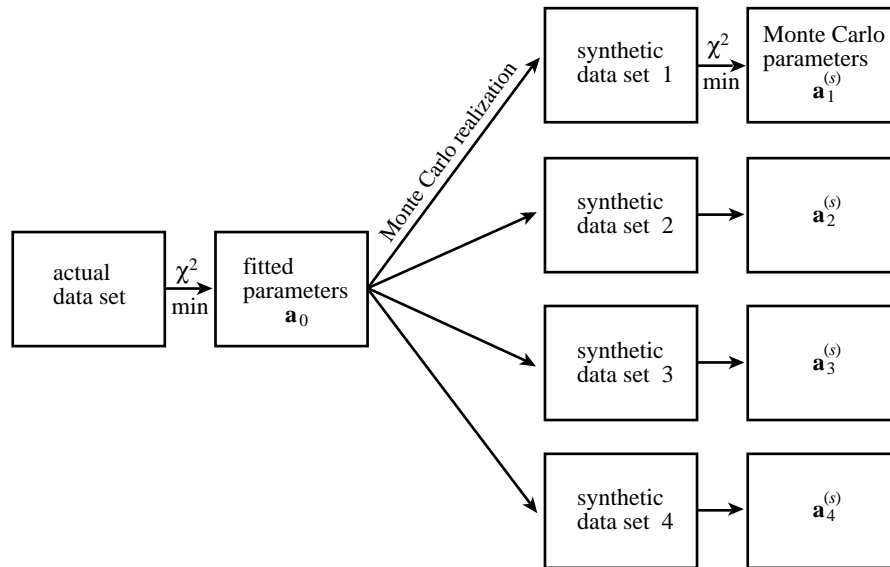 actual
data set
χ²
min
fitted
parameters
a₀
Monte Carlo realization
synthetic
data set 1
χ²
min
Monte Carlo
parameters
a₁⁽ˢ⁾
synthetic
data set 2
a₂⁽ˢ⁾
synthetic
data set 3
a₃⁽ˢ⁾
synthetic
data set 4
a₄⁽ˢ⁾